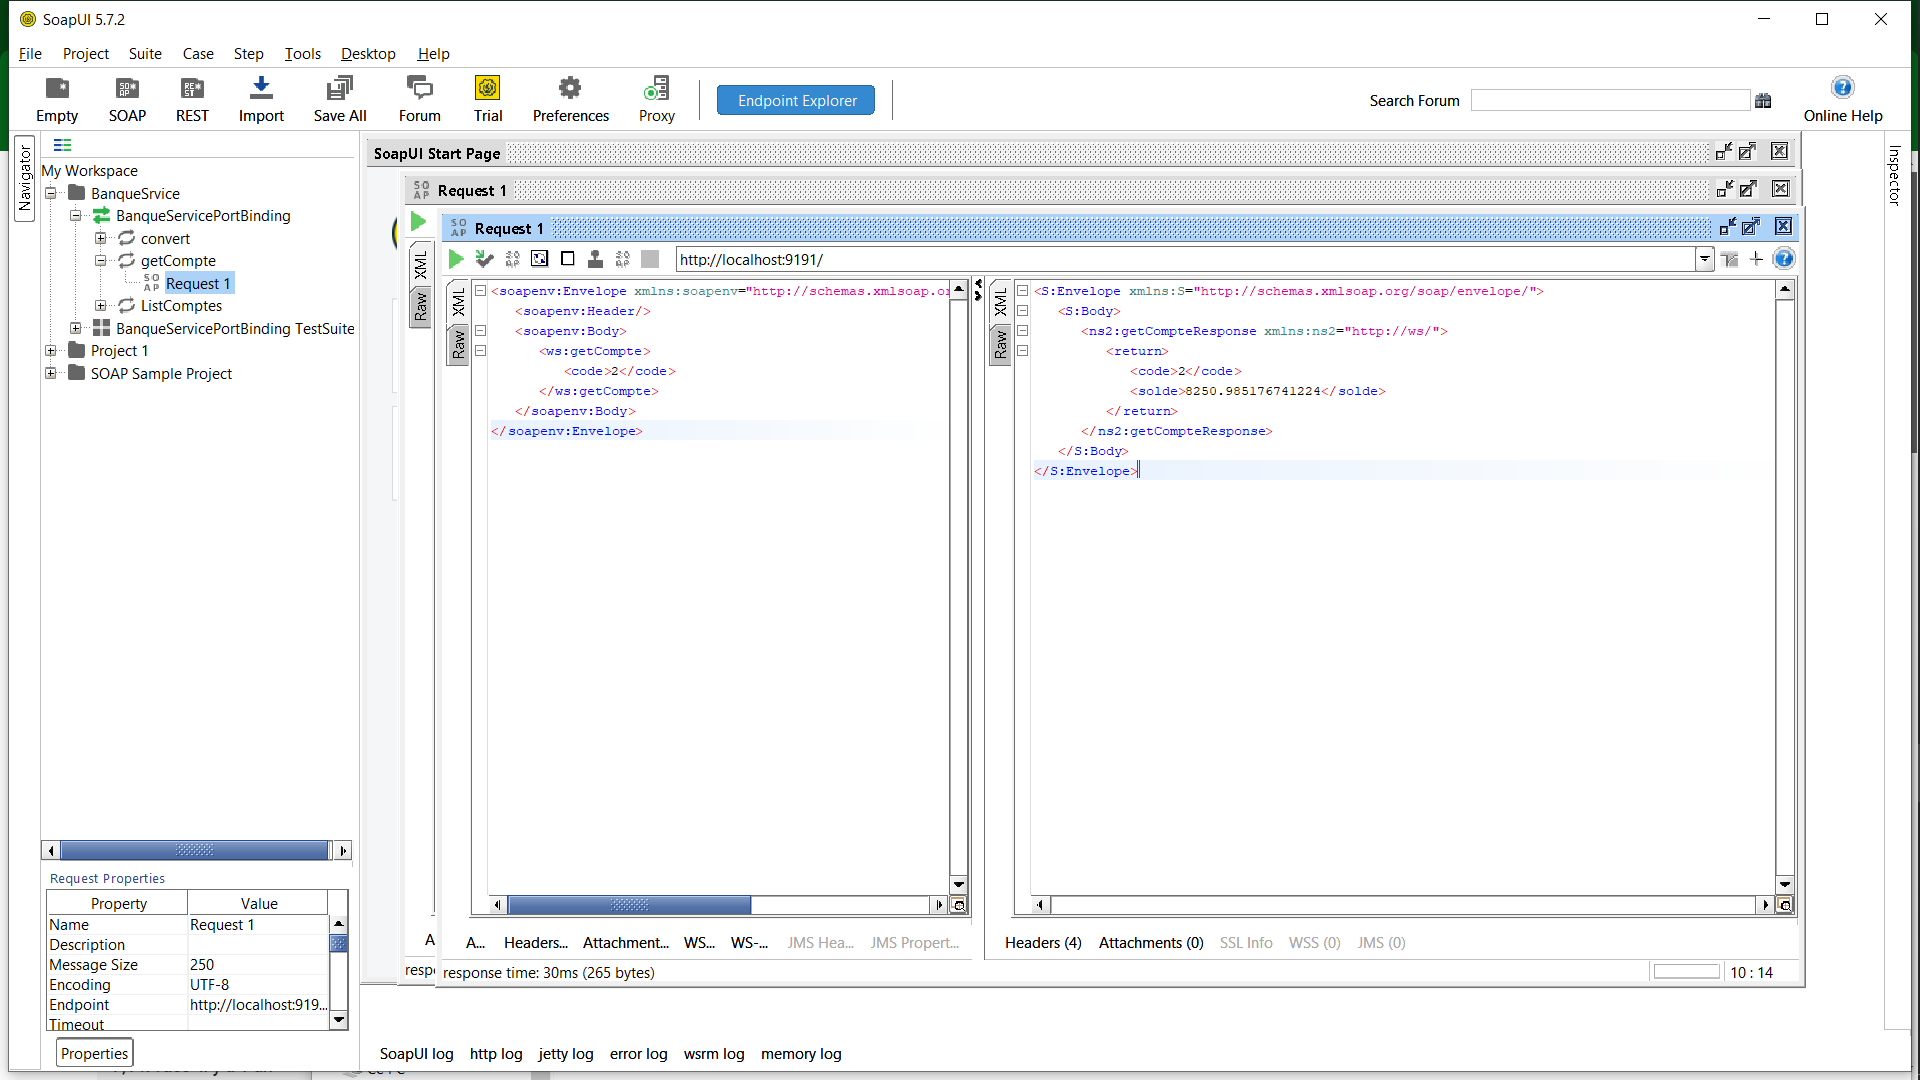 SoapUI 5.7.2
File Project Suite Case Step Tools Desktop Help
Empty SOAP REST Import Save All Forum Trial Preferences Proxy
Endpoint Explorer
Search Forum
Online Help
Navigator
Inspector
My Workspace
BanqueSrvice
BanqueServicePortBinding
convert
getCompte
Request 1
ListComptes
BanqueServicePortBinding TestSuite
Project 1
SOAP Sample Project
SoapUI Start Page
Request 1
XML
Raw
Request 1
http://localhost:9191/
XML
Raw
<soapenv:Envelope xmlns:soapenv="http://schemas.xmlsoap.or
<soapenv:Header/>
<soapenv:Body>
<ws:getCompte>
<code>2</code>
</ws:getCompte>
</soapenv:Body>
</soapenv:Envelope>
XML
Raw
<S:Envelope xmlns:S="http://schemas.xmlsoap.org/soap/envelope/">
<S:Body>
<ns2:getCompteResponse xmlns:ns2="http://ws/">
<return>
<code>2</code>
<solde>8250.985176741224</solde>
</return>
</ns2:getCompteResponse>
</S:Body>
</S:Envelope>
A
A... Headers... Attachment... WS... WS-... JMS Hea... JMS Propert...
Headers (4) Attachments (0) SSL Info WSS (0) JMS (0)
resp
response time: 30ms (265 bytes)
10 : 14
Request Properties
Property Value
Name Request 1
Description
Message Size 250
Encoding UTF-8
Endpoint http://localhost:919...
Timeout
Properties
SoapUI log http log jetty log error log wsrm log memory log